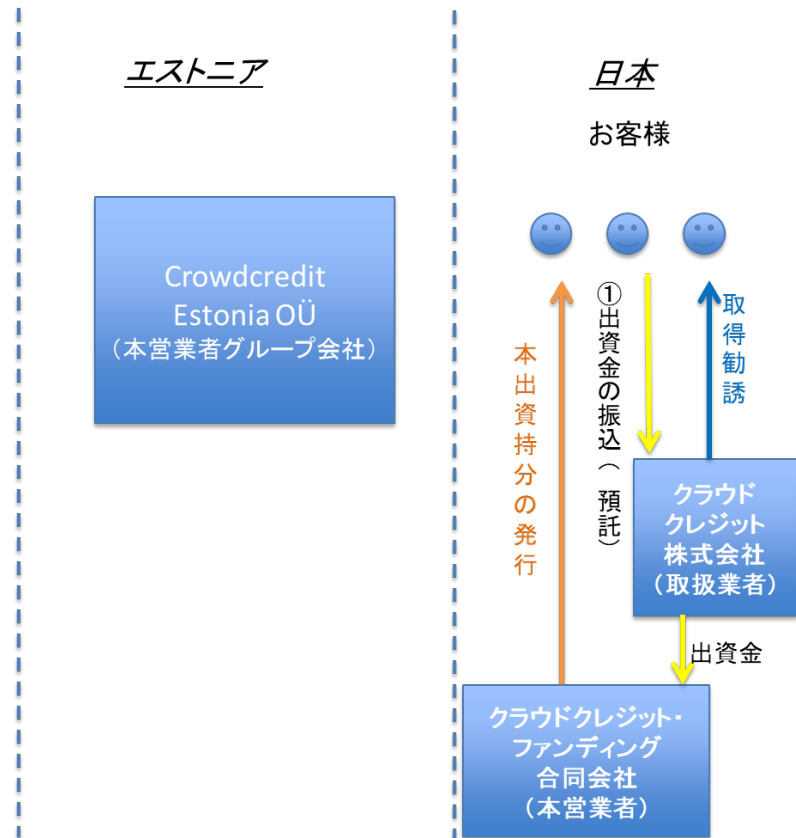 エストニア
日本
お客様
Crowdcredit
Estonia OÜ
（本営業者グループ会社）
本出資持分の発行
①出資金の振込（預託）
取得勧誘
クラウド
クレジット
株式会社
（取扱業者）
出資金
クラウドクレジット・
ファンディング
合同会社
（本営業者）